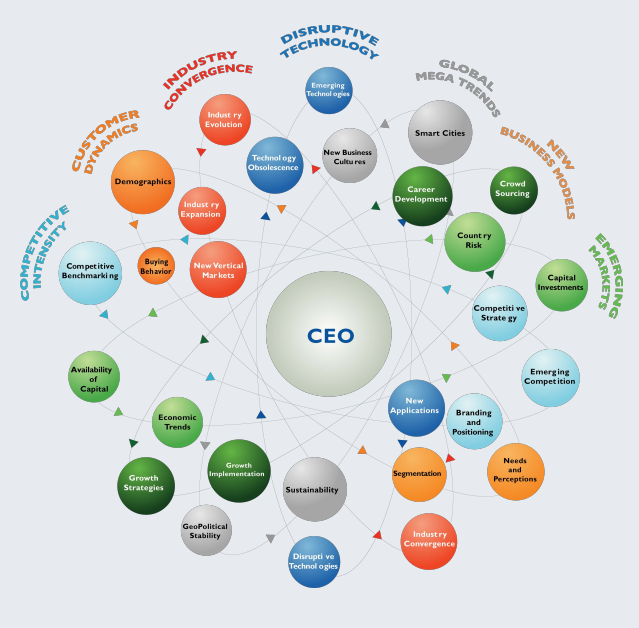 DISRUPTIVE
TECHNOLOGY
INDUSTRY
CONVERGENCE
GLOBAL
MEGA TRENDS
CUSTOMER
DYNAMICS
NEW
BUSINESS MODELS
COMPETITIVE
INTENSITY
EMERGING
MARKETS
Emerging
Technologies
Industry
Evolution
Smart Cities
Technology
Obsolescence
New Business
Cultures
Demographics
Career
Development
Crowd
Sourcing
Industry
Expansion
Country
Risk
Competitive
Benchmarking
Buying
Behavior
New Vertical
Markets
Capital
Investments
Competitive
Strategy
CEO
Availability
of
Capital
Emerging
Competition
Economic
Trends
New
Applications
Branding
and
Positioning
Growth
Strategies
Growth
Implementation
Sustainability
Segmentation
Needs
and
Perceptions
GeoPolitical
Stability
Disruptive
Technologies
Industry
Convergence